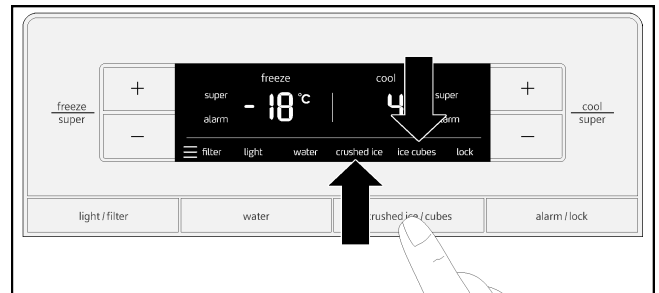 freeze cool
super - 18 °C 4 super
alarm alarm
filter light water crushed ice ice cubes lock
+ +
freeze
super
cool
super
- -
light / filter water crushed ice / cubes alarm / lock